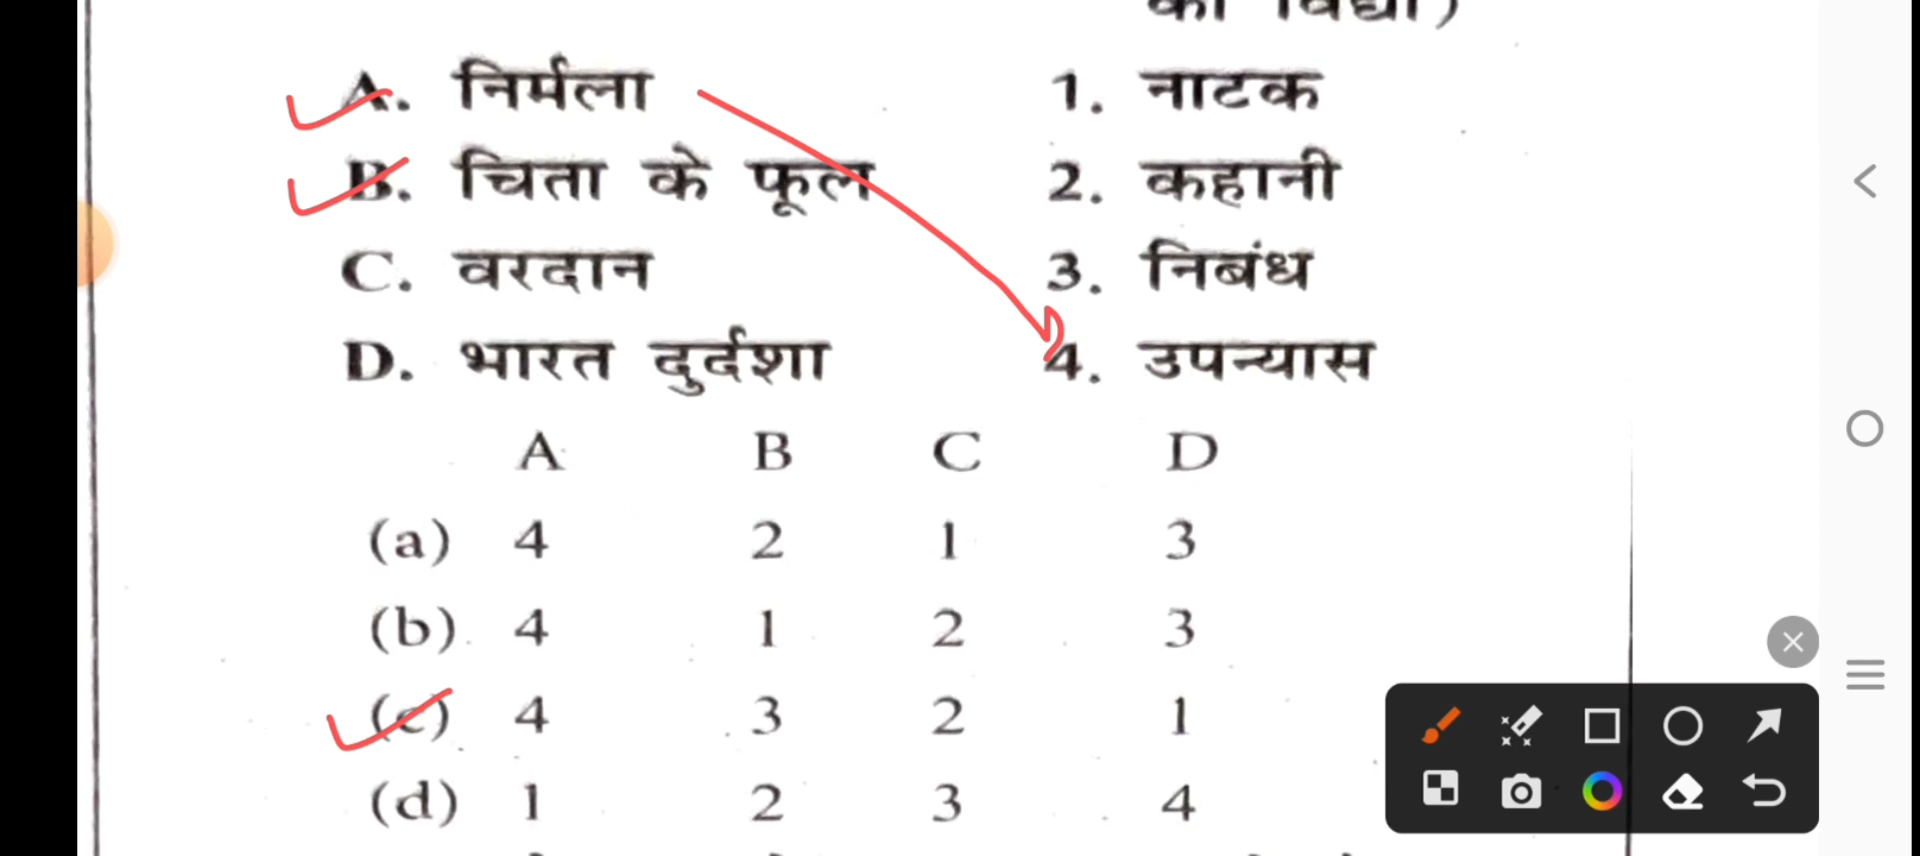 की विद्या)
A. निर्मला 1. नाटक
B. चिता के फूल 2. कहानी
C. वरदान 3. निबंध
D. भारत दुर्दशा 4. उपन्यास
A B C D
(a) 4 2 1 3
(b) 4 1 2 3
(c) 4 3 2 1
(d) 1 2 3 4